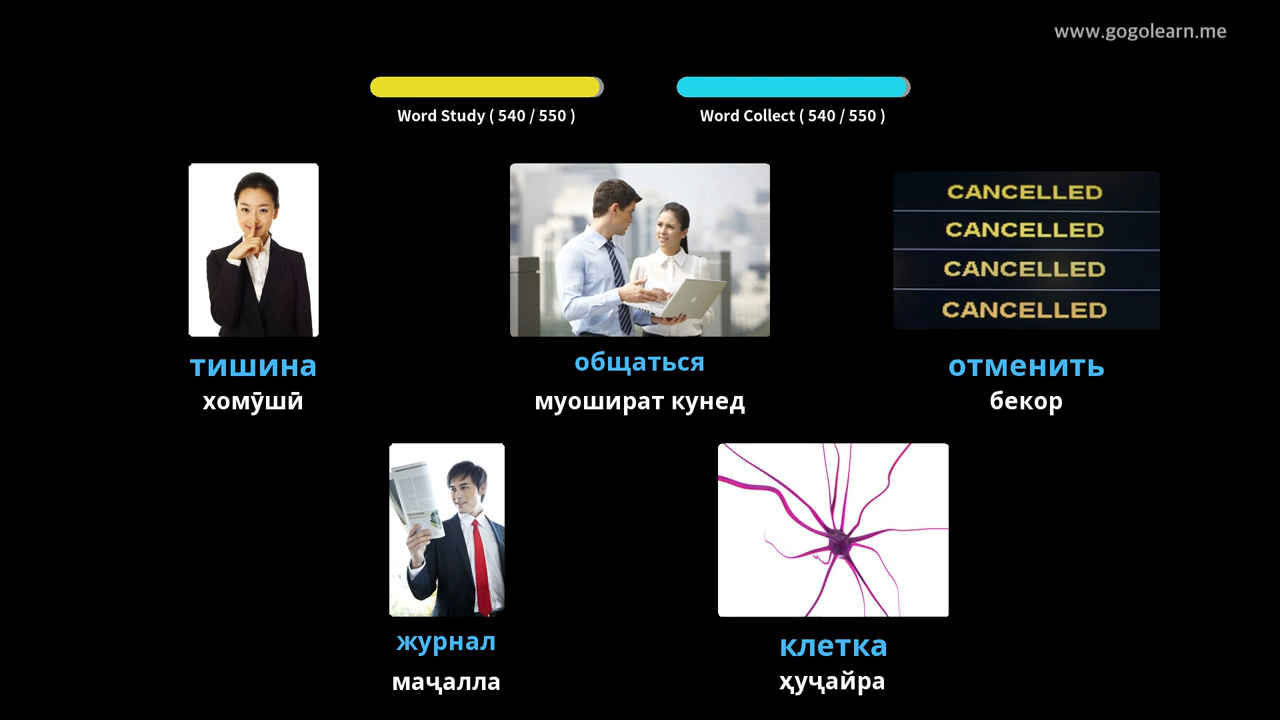 www.gogolearn.me
Word Study ( 540 / 550 )
Word Collect ( 540 / 550 )
CANCELLED
CANCELLED
CANCELLED
CANCELLED
тишина
хомӯшӣ
общаться
муошират кунед
отменить
бекор
журнал
маҷалла
клетка
ҳуҷайра